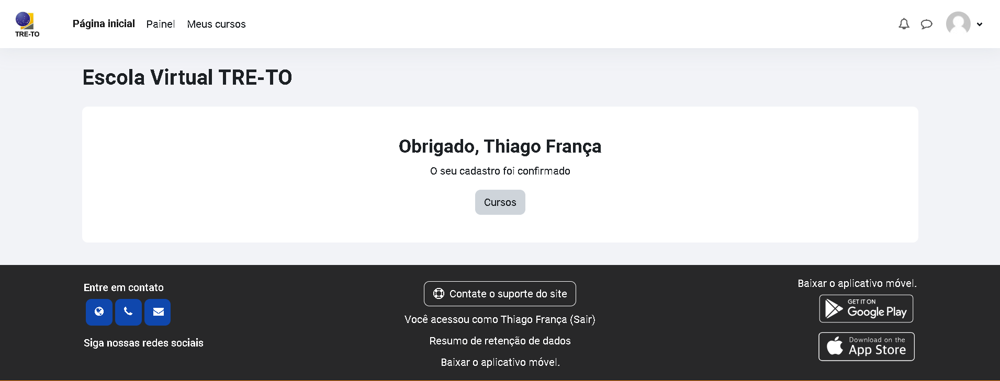 TRE-TO
Página inicial
Painel
Meus cursos
Escola Virtual TRE-TO
Obrigado, Thiago França
O seu cadastro foi confirmado
Cursos
Entre em contato
Siga nossas redes sociais
Contate o suporte do site
Você acessou como Thiago França (Sair)
Resumo de retenção de dados
Baixar o aplicativo móvel.
Baixar o aplicativo móvel.
GET IT ON
Google Play
Download on the
App Store